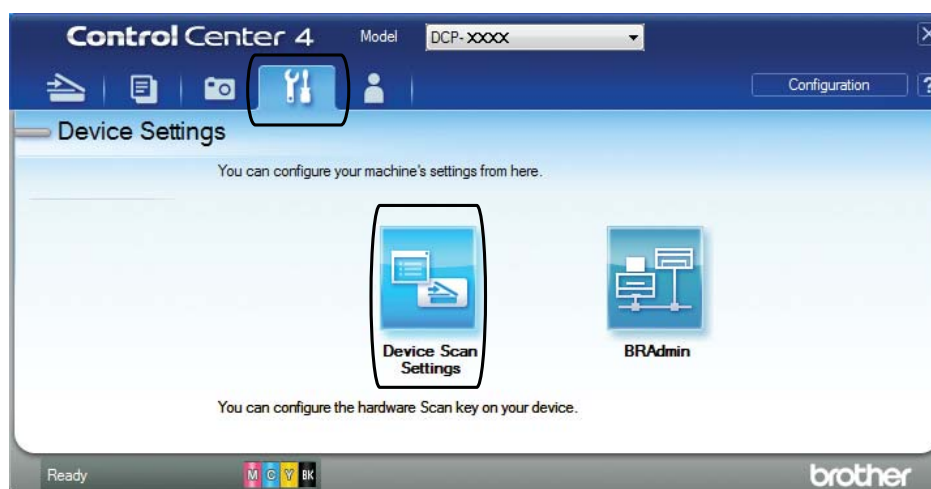 Control Center 4
Model
DCP- XXXX
Configuration
?
Device Settings
You can configure your machine's settings from here.
Device Scan
Settings
BRAdmin
You can configure the hardware Scan key on your device.
Ready
M C Y BK
brother